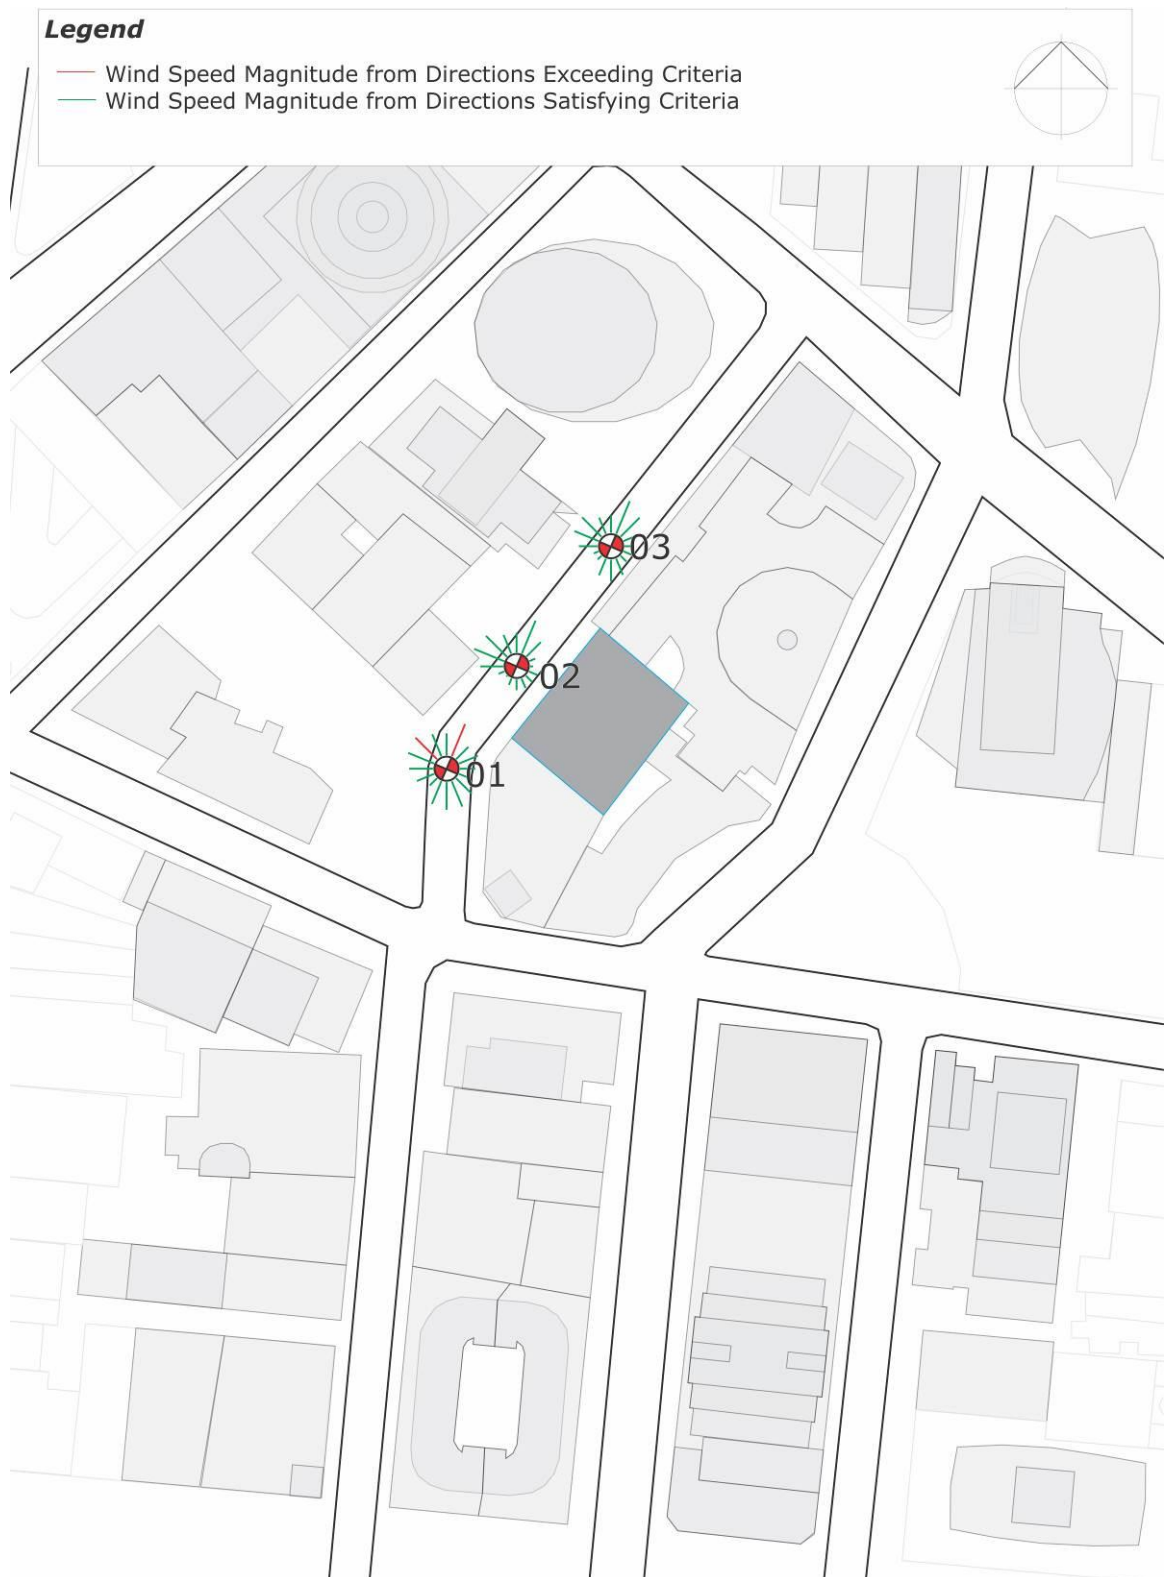 Legend
Wind Speed Magnitude from Directions Exceeding Criteria
Wind Speed Magnitude from Directions Satisfying Criteria
03
02
01